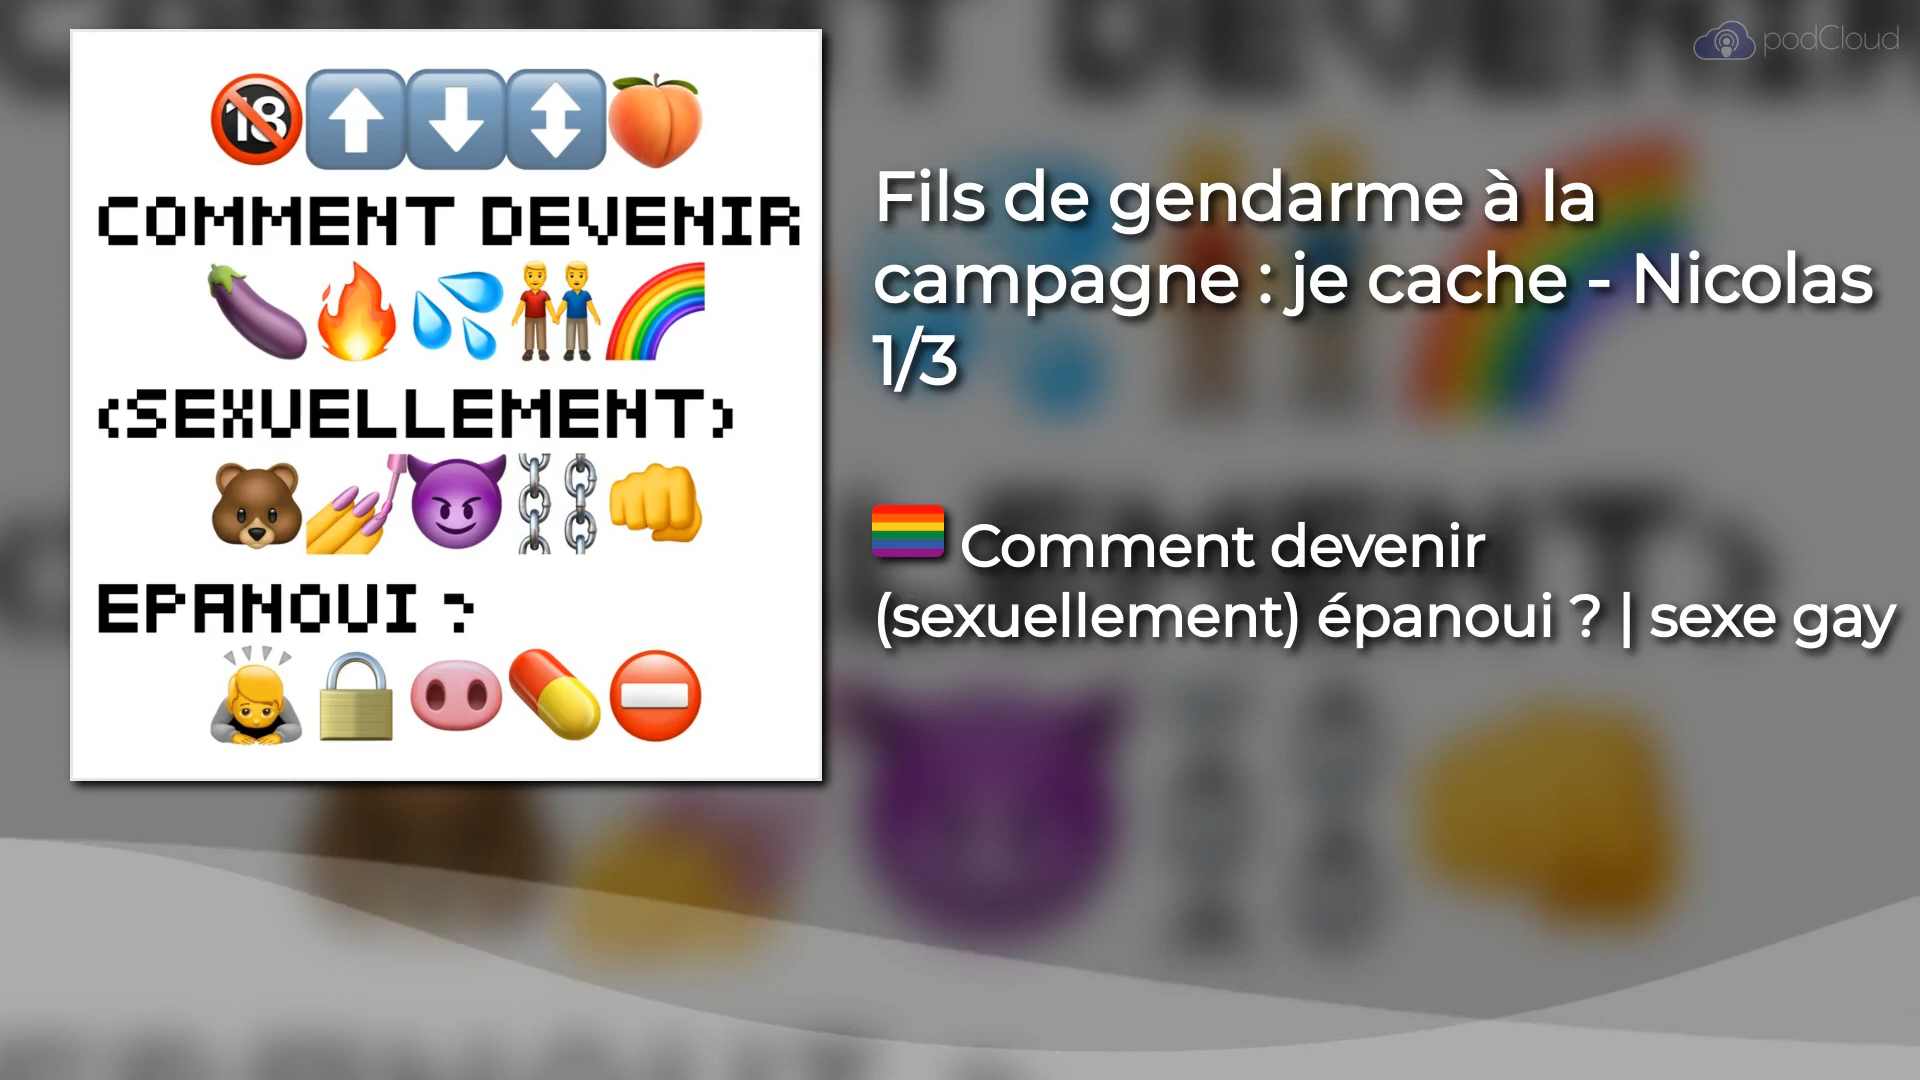 podCloud
🔞⬆️⬇️↕️🍑
COMMENT DEVENIR
🍆🔥💦👬🌈
(SEXUELLEMENT)
🐻💅😈⛓️👊
EPANOUI ?
🙇🔒🐽💊⛔
Fils de gendarme à la
campagne : je cache - Nicolas
1/3
🏳️‍🌈 Comment devenir
(sexuellement) épanoui ? | sexe gay